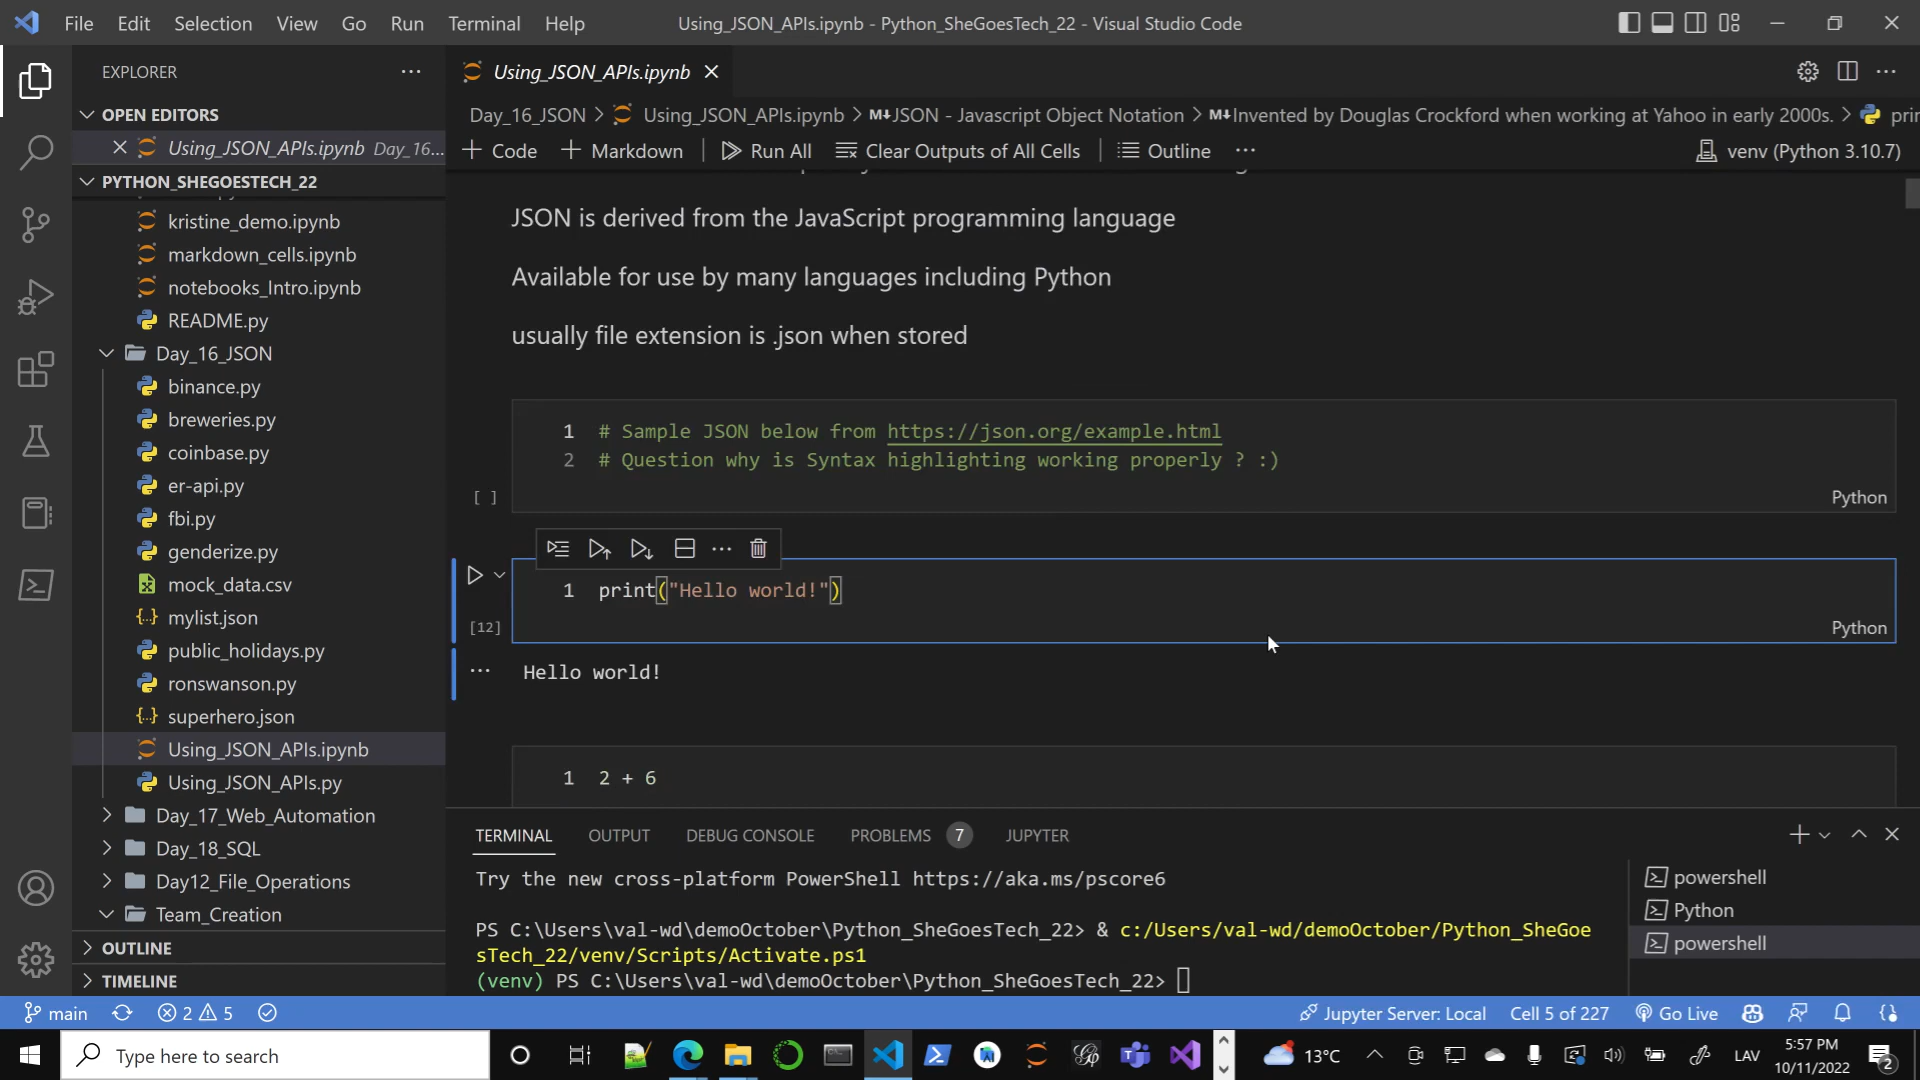 File Edit Selection View Go Run Terminal Help
Using_JSON_APIs.ipynb - Python_SheGoesTech_22 - Visual Studio Code
EXPLORER
OPEN EDITORS
Using_JSON_APIs.ipynb Day_16...
PYTHON_SHEGOESTECH_22
kristine_demo.ipynb
markdown_cells.ipynb
notebooks_Intro.ipynb
README.py
Day_16_JSON
binance.py
breweries.py
coinbase.py
er-api.py
fbi.py
genderize.py
mock_data.csv
mylist.json
public_holidays.py
ronswanson.py
superhero.json
Using_JSON_APIs.ipynb
Using_JSON_APIs.py
Day_17_Web_Automation
Day_18_SQL
Day12_File_Operations
Team_Creation
OUTLINE
TIMELINE
Using_JSON_APIs.ipynb
Day_16_JSON > Using_JSON_APIs.ipynb > M↓JSON - Javascript Object Notation > M↓Invented by Douglas Crockford when working at Yahoo in early 2000s. > prin
+ Code + Markdown Run All Clear Outputs of All Cells Outline ... venv (Python 3.10.7)
JSON is derived from the JavaScript programming language
Available for use by many languages including Python
usually file extension is .json when stored
1 # Sample JSON below from https://json.org/example.html
2 # Question why is Syntax highlighting working properly ? :)
[ ] Python
1 print("Hello world!")
[12] Python
... Hello world!
1 2 + 6
TERMINAL OUTPUT DEBUG CONSOLE PROBLEMS 7 JUPYTER
Try the new cross-platform PowerShell https://aka.ms/pscore6
PS C:\Users\val-wd\demoOctober\Python_SheGoesTech_22> & c:/Users/val-wd/demoOctober/Python_SheGoe
sTech_22/venv/Scripts/Activate.ps1
(venv) PS C:\Users\val-wd\demoOctober\Python_SheGoesTech_22>
powershell
Python
powershell
main 2 5 Jupyter Server: Local Cell 5 of 227 Go Live
Type here to search
13°C LAV 5:57 PM
10/11/2022 2